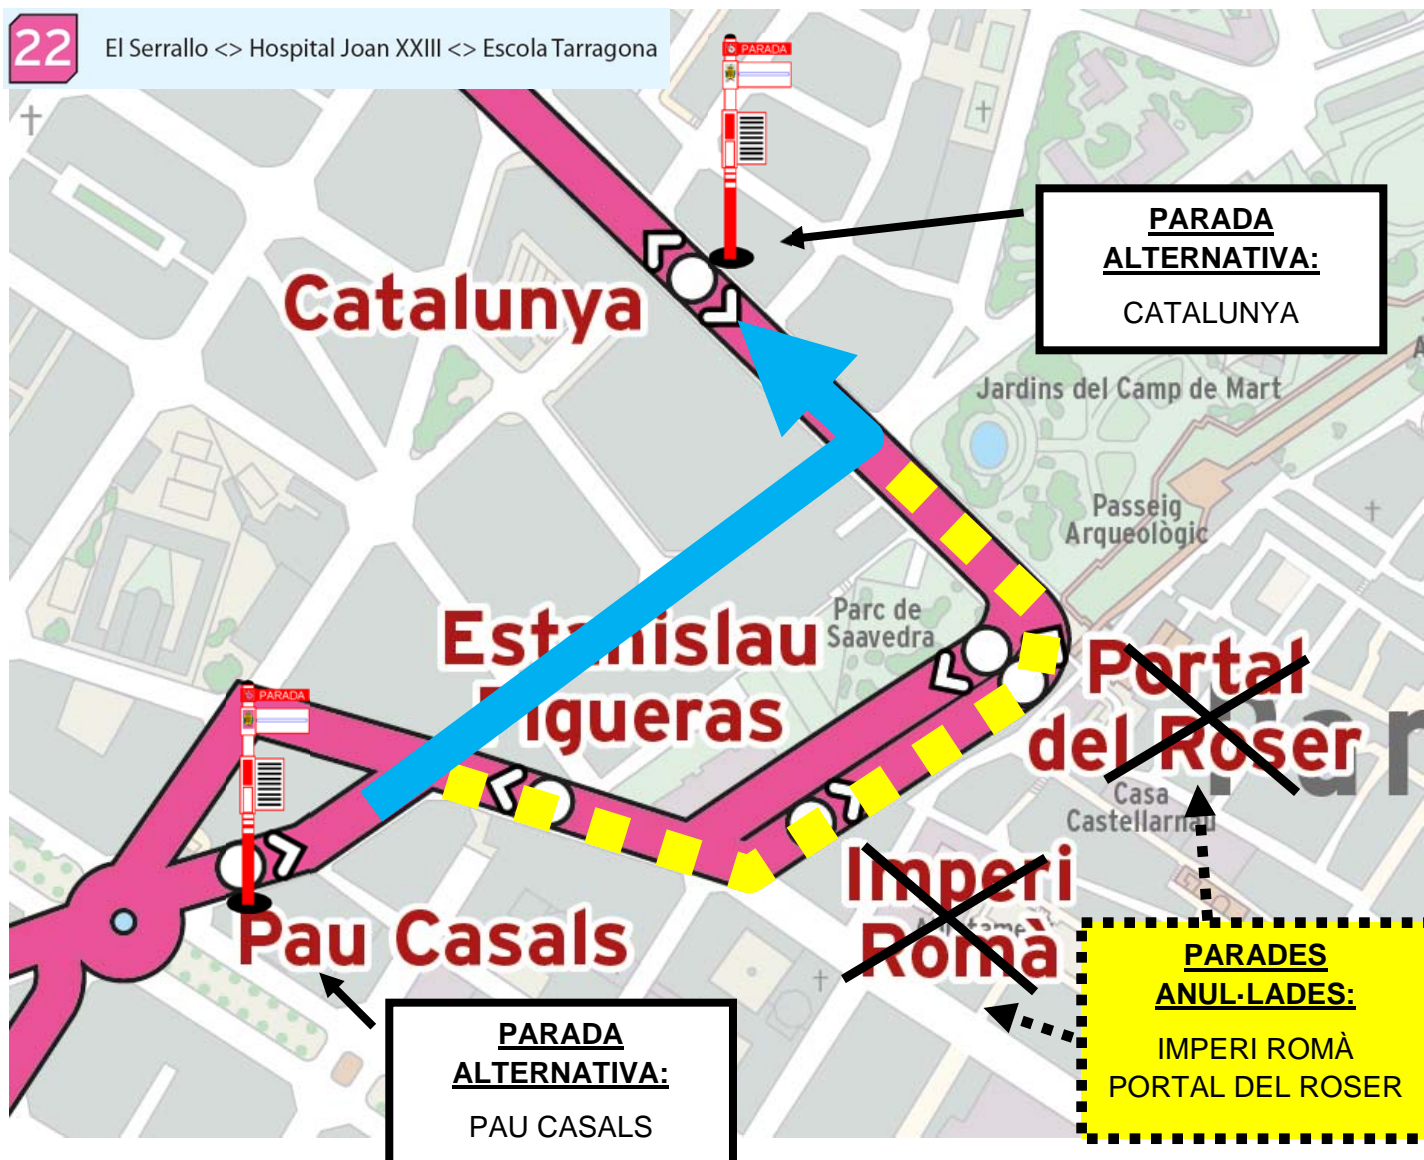 22
El Serrallo <> Hospital Joan XXIII <> Escola Tarragona
PARADA
PARADA
ALTERNATIVA:
CATALUNYA
Catalunya
Jardins del Camp de Mart
Passeig
Arqueològic
Parc de
Saavedra
Estanislau
Figueras
Portal
del Roser
Par
Casa
Castellarnau
PARADA
Imperi
Romà
Pau Casals
PARADES
ANUL·LADES:
IMPERI ROMÀ
PORTAL DEL ROSER
PARADA
ALTERNATIVA:
PAU CASALS